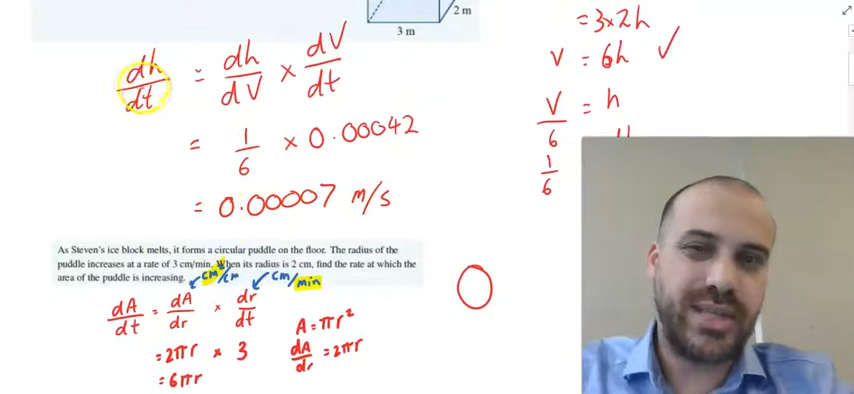 2 m
3 m
= 3 × 2h
V = 6h ✓
V/6 = h
1/6
dh/dt = dh/dV × dV/dt
= 1/6 × 0.00042
= 0.00007 m/s
As Steven's ice block melts, it forms a circular puddle on the floor. The radius of the
puddle increases at a rate of 3 cm/min. When its radius is 2 cm, find the rate at which the
area of the puddle is increasing.
cm²/cm
cm/min
dA/dt = dA/dr × dr/dt
= 2πr × 3
= 6πr
A = πr²
dA/dr = 2πr